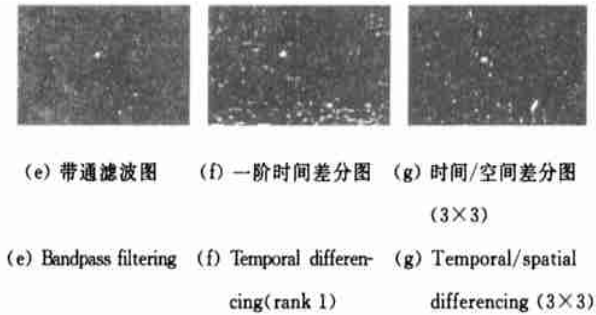 (e) 带通滤波图 (f) 一阶时间差分图 (g) 时间/空间差分图
(3×3)
(e) Bandpass filtering (f) Temporal differen- (g) Temporal/spatial
cing(rank 1) differencing (3×3)